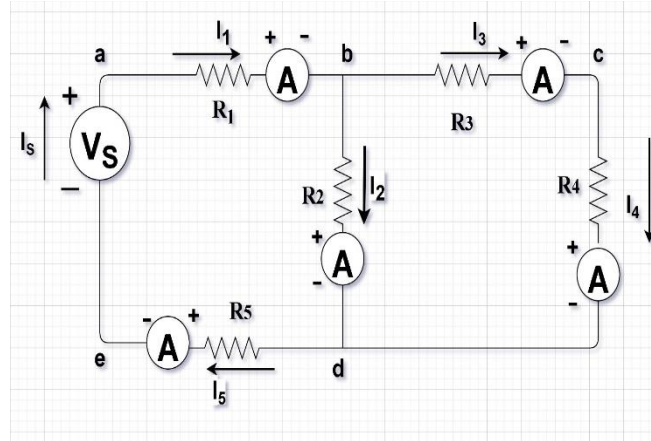 a
I1
+ -
b
I3
+ -
c
A
A
R1
R3
+
IS
VS
−
R2
I2
R4
I4
+
A
-
+
A
-
- +
R5
A
e
d
I5